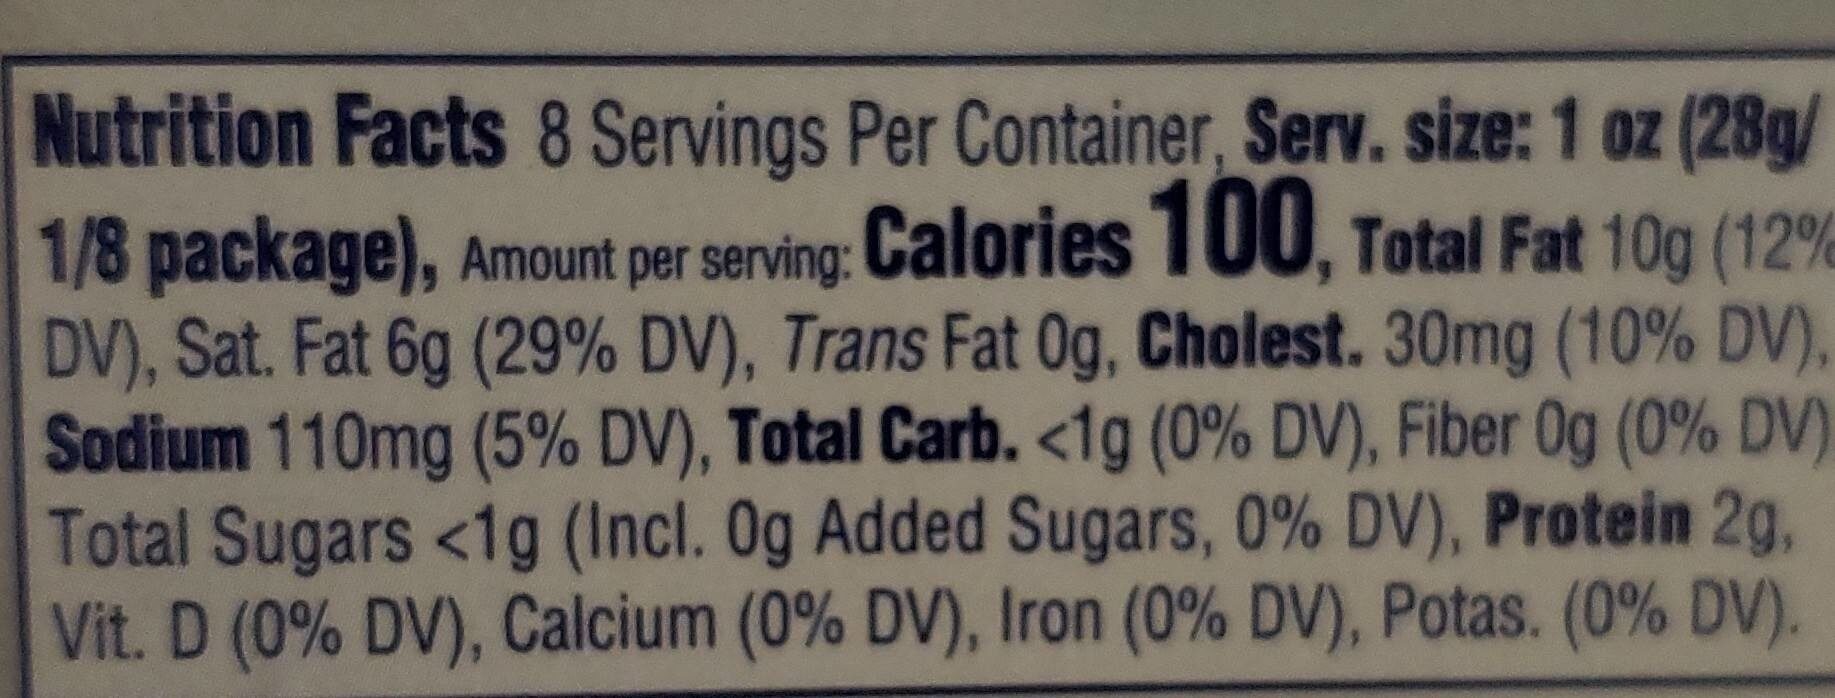 Nutrition Facts 8 Servings Per Container, Serv. size: 1 oz (28g/
1/8 package), Amount per serving: Calories 100, Total Fat 10g (12%
DV), Sat. Fat 6g (29% DV), Trans Fat 0g, Cholest. 30mg (10% DV),
Sodium 110mg (5% DV), Total Carb. <1g (0% DV), Fiber 0g (0% DV)
Total Sugars <1g (Incl. 0g Added Sugars, 0% DV), Protein 2g,
Vit. D (0% DV), Calcium (0% DV), Iron (0% DV), Potas. (0% DV).